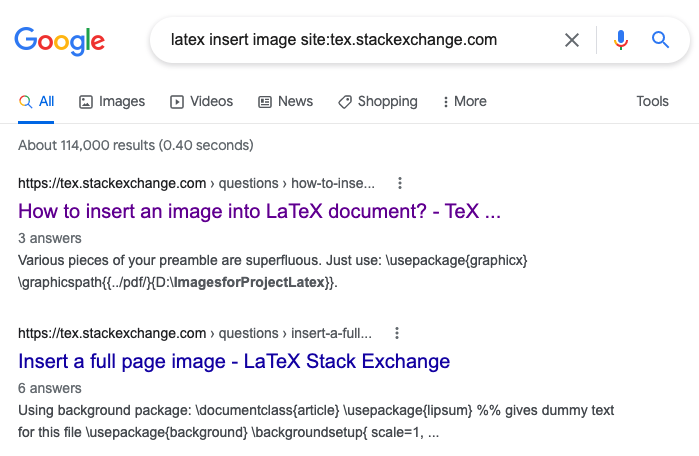 Google
latex insert image site:tex.stackexchange.com
All Images Videos News Shopping More Tools
About 114,000 results (0.40 seconds)
https://tex.stackexchange.com › questions › how-to-inse...
How to insert an image into LaTeX document? - TeX ...
3 answers
Various pieces of your preamble are superfluous. Just use: \usepackage{graphicx}
\graphicspath{{../pdf/}{D:\ImagesforProjectLatex}}.
https://tex.stackexchange.com › questions › insert-a-full...
Insert a full page image - LaTeX Stack Exchange
6 answers
Using background package: \documentclass{article} \usepackage{lipsum} %% gives dummy text
for this file \usepackage{background} \backgroundsetup{ scale=1, ...